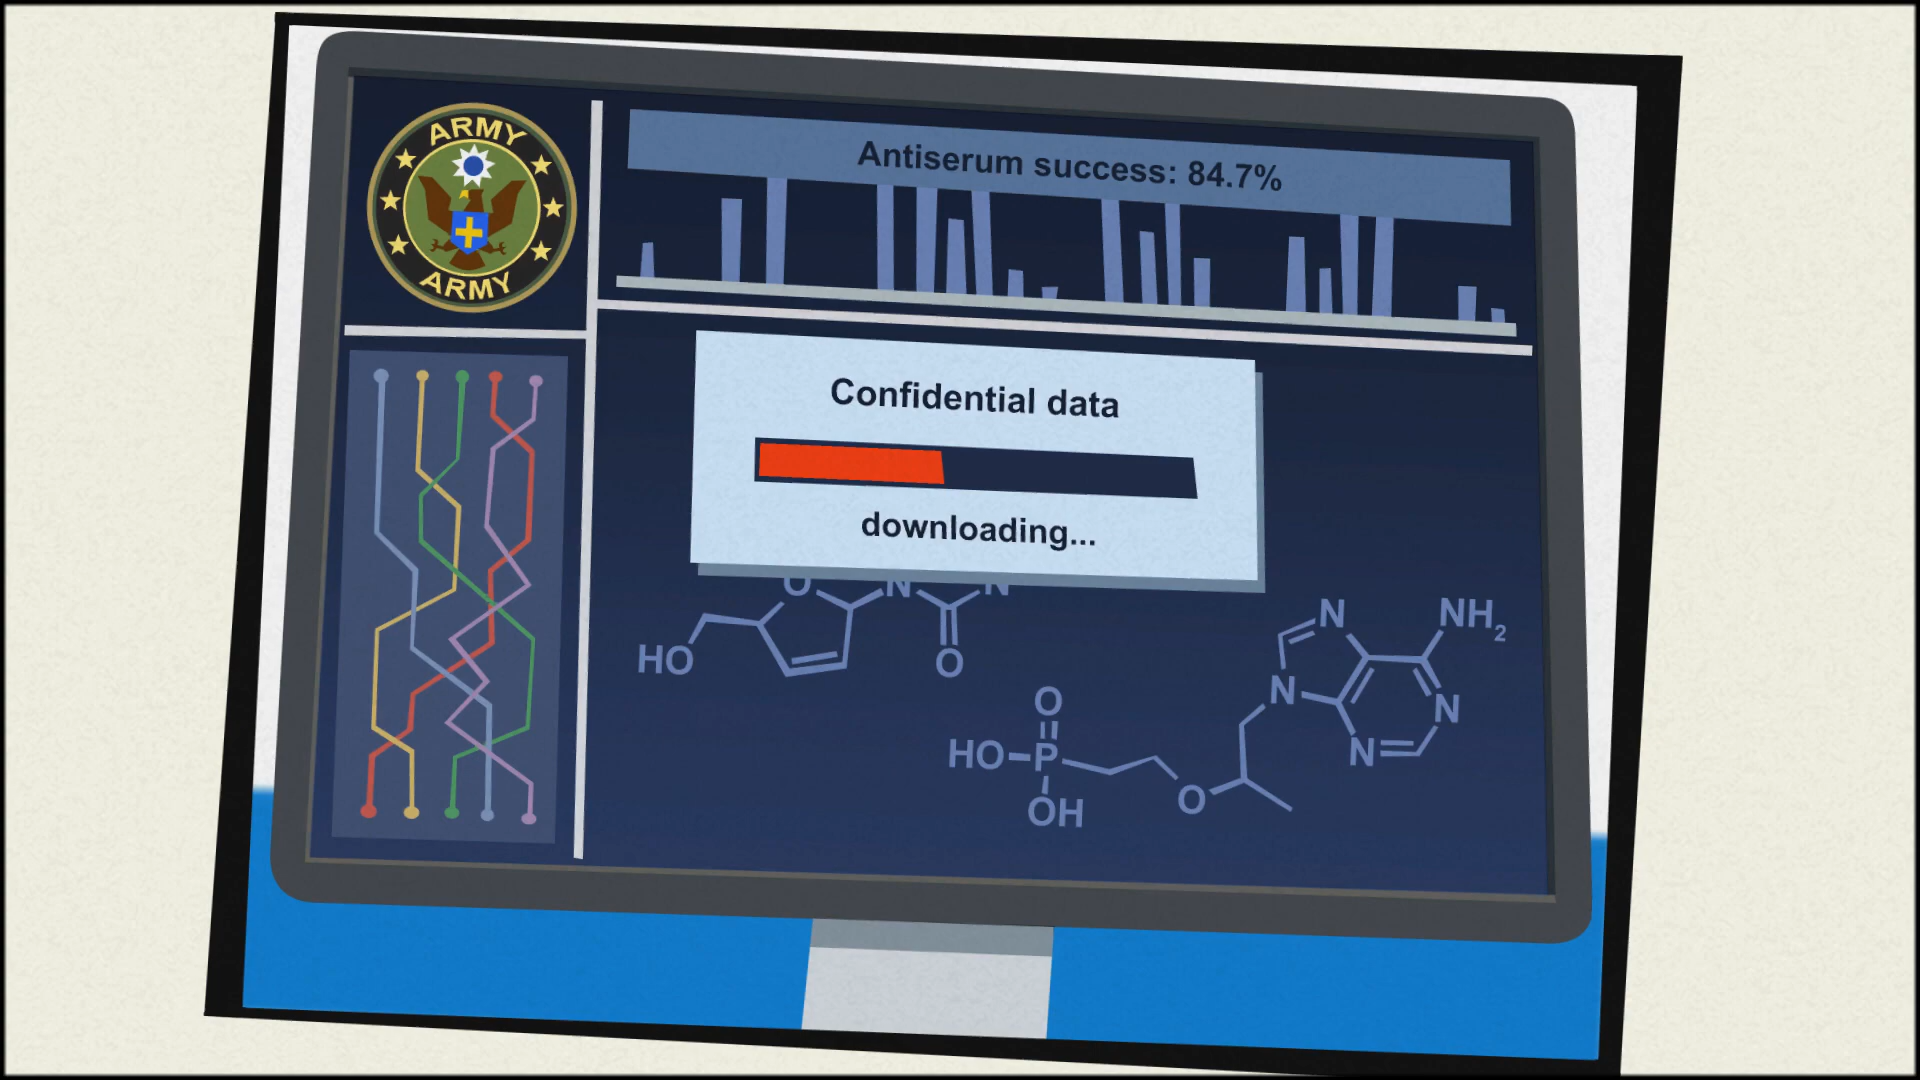 ARMY
ARMY
Antiserum success: 84.7%
Confidential data
downloading...
O
N
N
HO
O
N
NH2
N
N
N
O
HO
P
O
OH